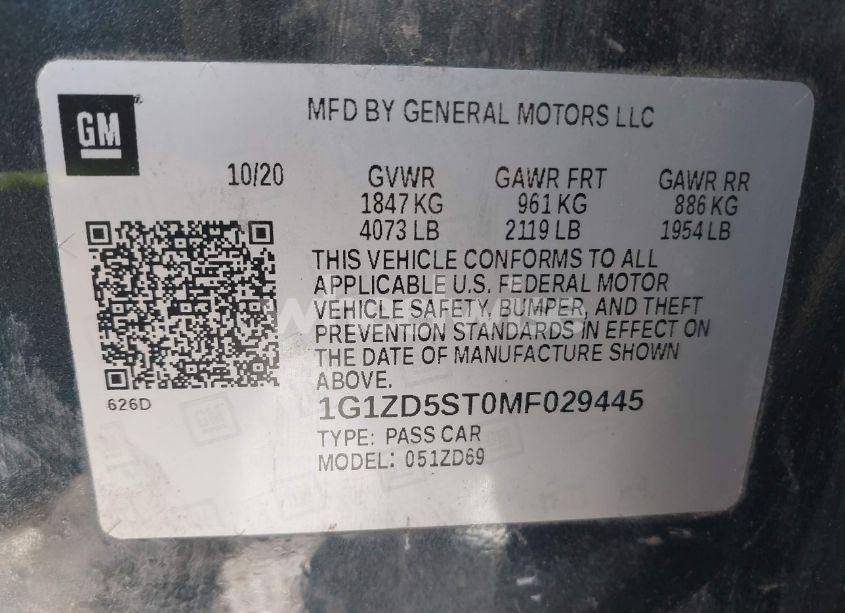 GM
MFD BY GENERAL MOTORS LLC
10/20 GVWR GAWR FRT GAWR RR
1847 KG 961 KG 886 KG
4073 LB 2119 LB 1954 LB
THIS VEHICLE CONFORMS TO ALL
APPLICABLE U.S. FEDERAL MOTOR
VEHICLE SAFETY, BUMPER, AND THEFT
PREVENTION STANDARDS IN EFFECT ON
THE DATE OF MANUFACTURE SHOWN
ABOVE.
626D
1G1ZD5ST0MF029445
TYPE: PASS CAR
MODEL: 051ZD69